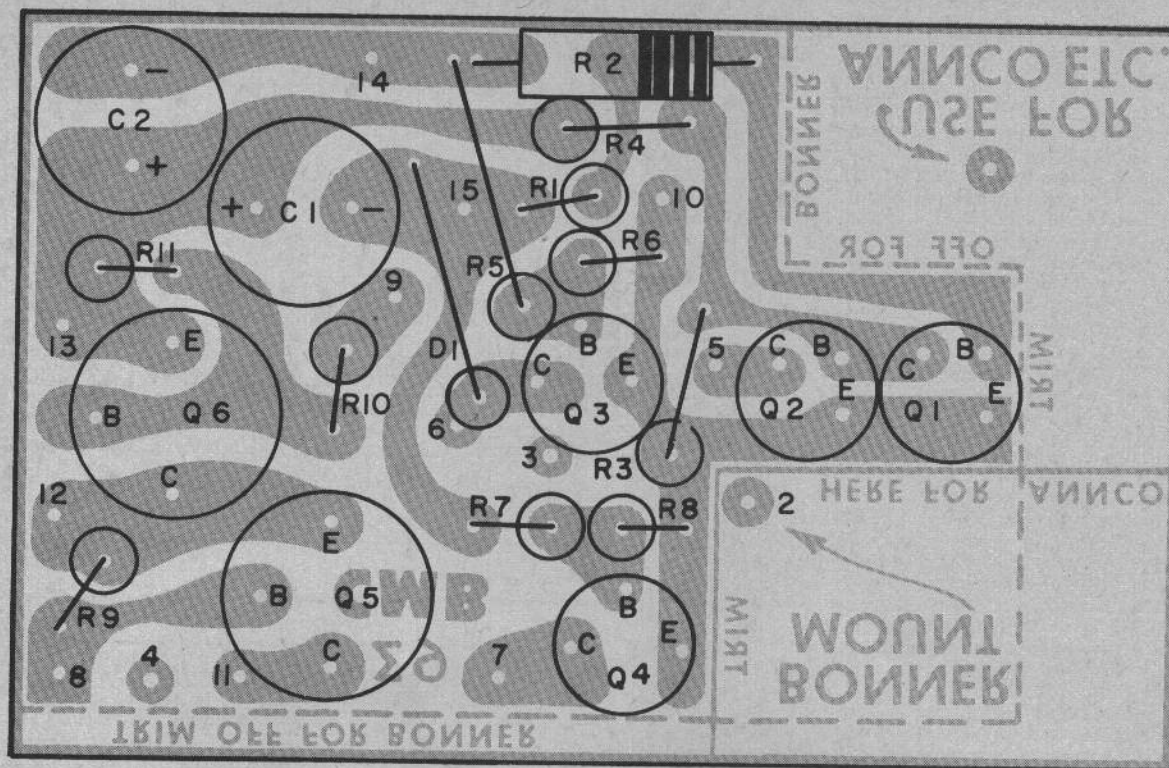 C2
-
+
14
R2
R4
C1
+
-
15
R1
10
R6
R11
9
R5
13
E
B
Q6
C
D1
R10
6
C
B
E
Q3
5
C
B
E
Q2
C
B
E
Q1
3
R3
12
R7
R8
2
R9
E
B
Q5
C
B
C
E
Q4
8
4
11
7
USE FOR
ANNCO ETC.
TRIM
OFF FOR
BONNER
BONNER
MOUNT
HERE FOR ANNCO
TRIM
TRIM OFF FOR BONNER